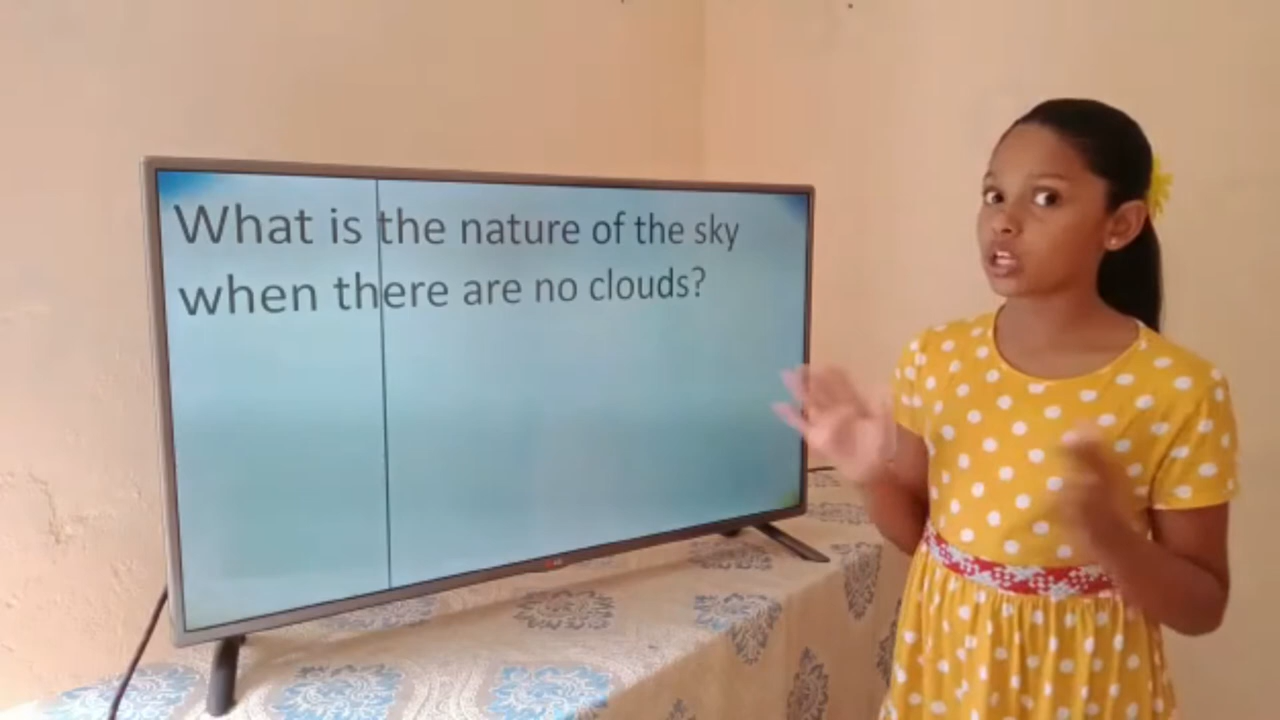 What is the nature of the sky
when there are no clouds?